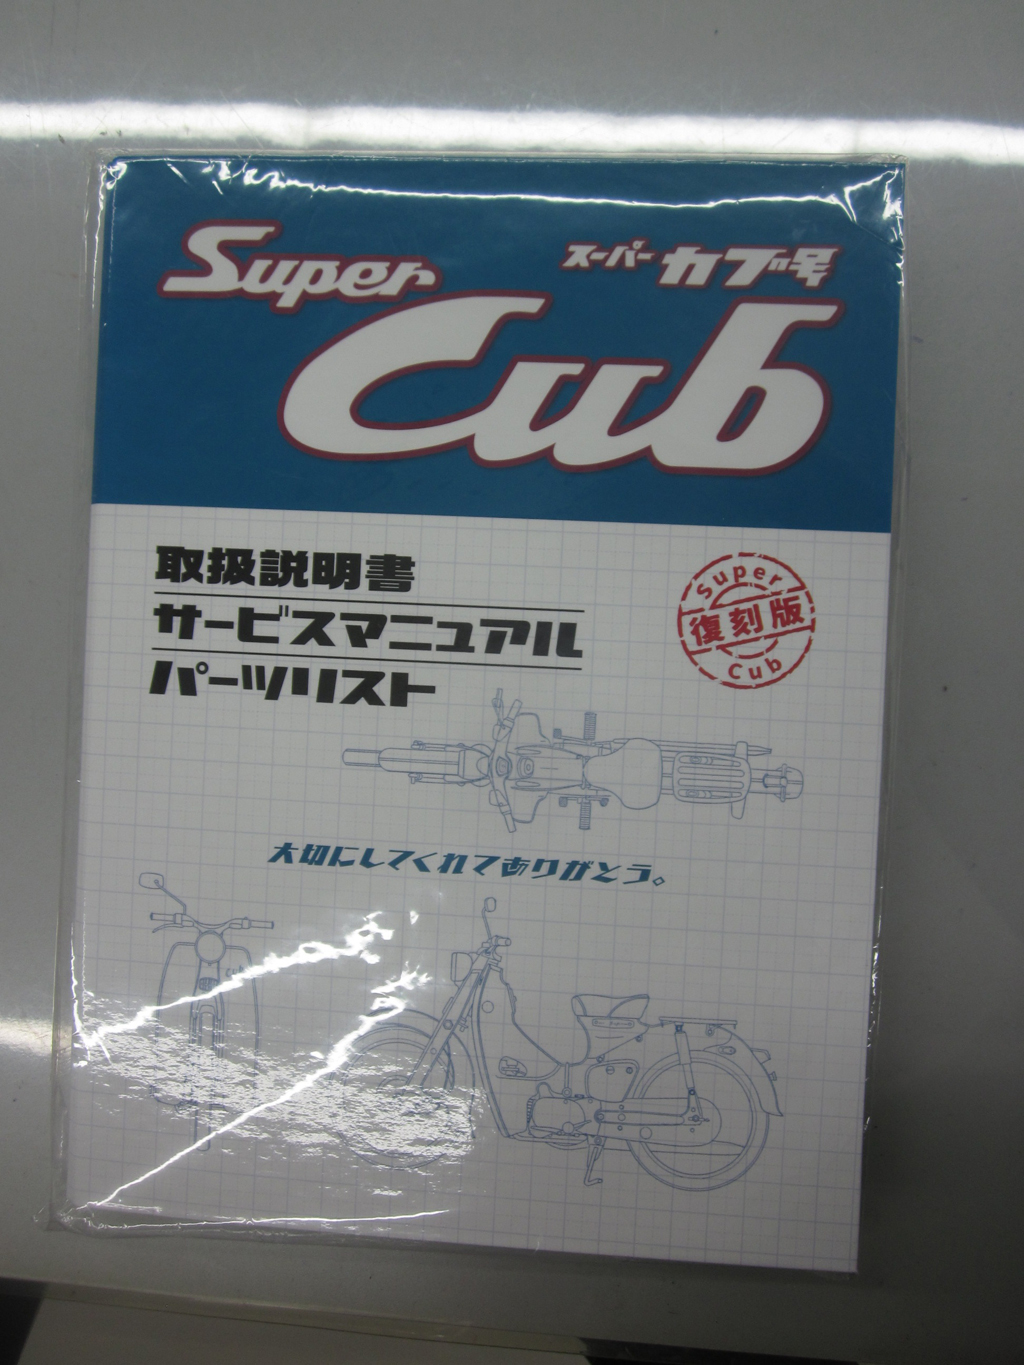 Super
スーパーカブ号
Cub
取扱説明書
サービスマニュアル
パーツリスト
Super
復刻版
Cub
大切にしてくれてありがとう。
Cub